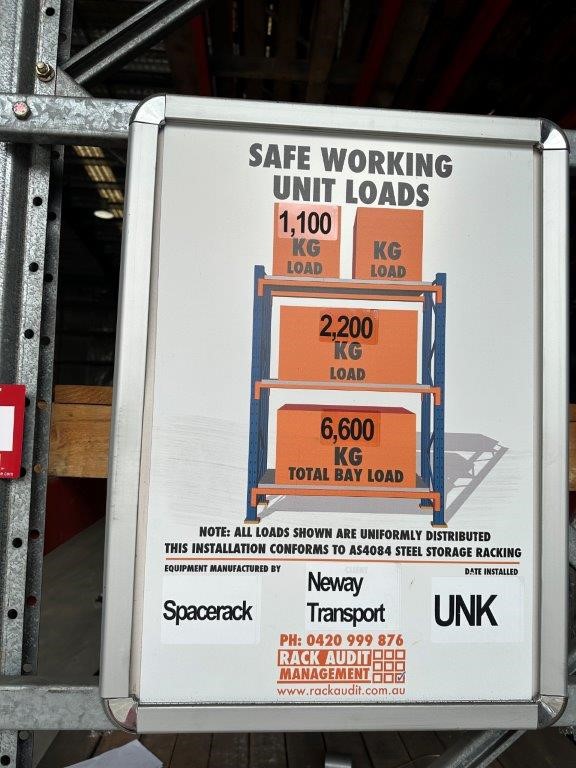 SAFE WORKING
UNIT LOADS
1,100
KG
LOAD
KG
LOAD
2,200
KG
LOAD
6,600
KG
TOTAL BAY LOAD
NOTE: ALL LOADS SHOWN ARE UNIFORMLY DISTRIBUTED
THIS INSTALLATION CONFORMS TO AS4084 STEEL STORAGE RACKING
EQUIPMENT MANUFACTURED BY
CLIENT
DATE INSTALLED
Spacerack
Neway
Transport
UNK
PH: 0420 999 876
RACK AUDIT
MANAGEMENT
www.rackaudit.com.au